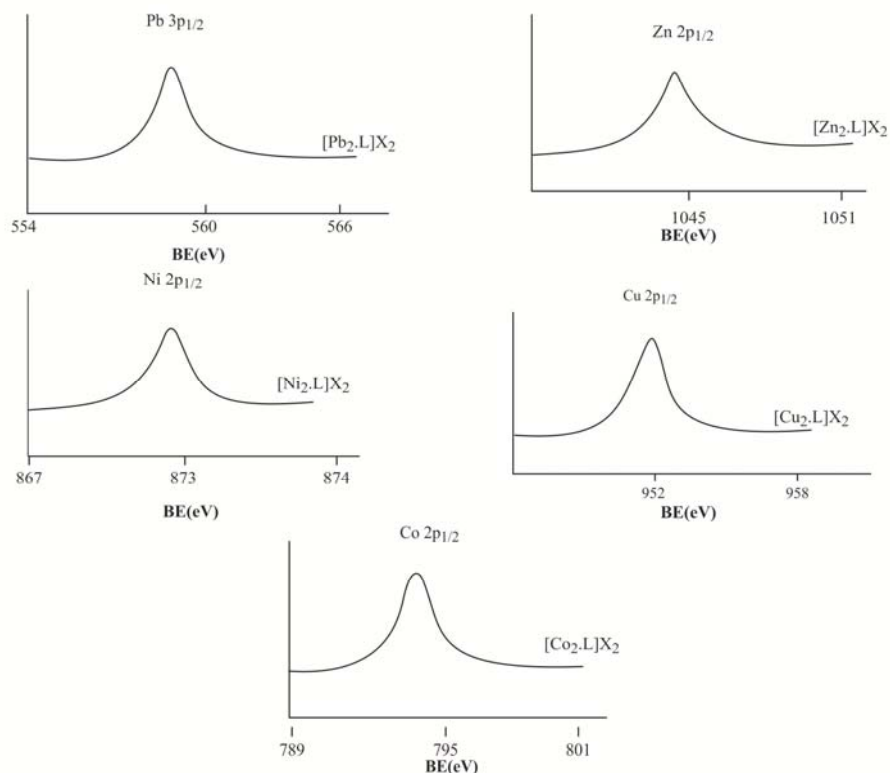 Pb 3p1/2
[Pb2.L]X2
554 560 566
BE(eV)
Zn 2p1/2
[Zn2.L]X2
1045 1051
BE(eV)
Ni 2p1/2
[Ni2.L]X2
867 873 874
BE(eV)
Cu 2p1/2
[Cu2.L]X2
952 958
BE(eV)
Co 2p1/2
[Co2.L]X2
789 795 801
BE(eV)